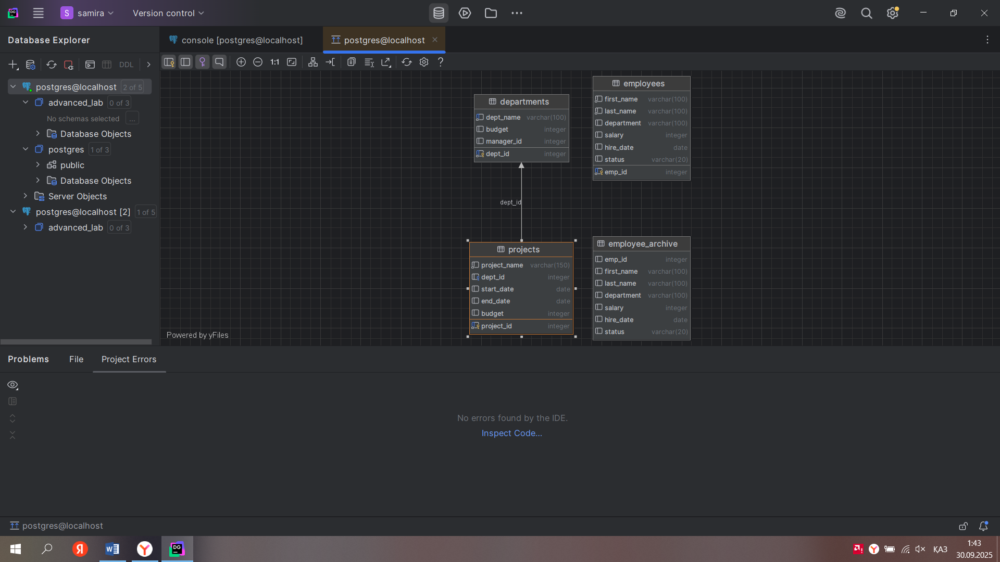 S samira Version control
Database Explorer
console [postgres@localhost]
postgres@localhost
DDL
1:1
?
postgres@localhost 2 of 5
advanced_lab 0 of 3
No schemas selected ...
Database Objects
postgres 1 of 3
public
Database Objects
Server Objects
postgres@localhost [2] 1 of 5
advanced_lab 0 of 3
departments
dept_name varchar(100)
budget integer
manager_id integer
dept_id integer
dept_id
employees
first_name varchar(100)
last_name varchar(100)
department varchar(100)
salary integer
hire_date date
status varchar(20)
emp_id integer
projects
project_name varchar(150)
dept_id integer
start_date date
end_date date
budget integer
project_id integer
employee_archive
emp_id integer
first_name varchar(100)
last_name varchar(100)
department varchar(100)
salary integer
hire_date date
status varchar(20)
Powered by yFiles
Problems File Project Errors
No errors found by the IDE.
Inspect Code...
postgres@localhost
ҚАЗ
1:43
30.09.2025